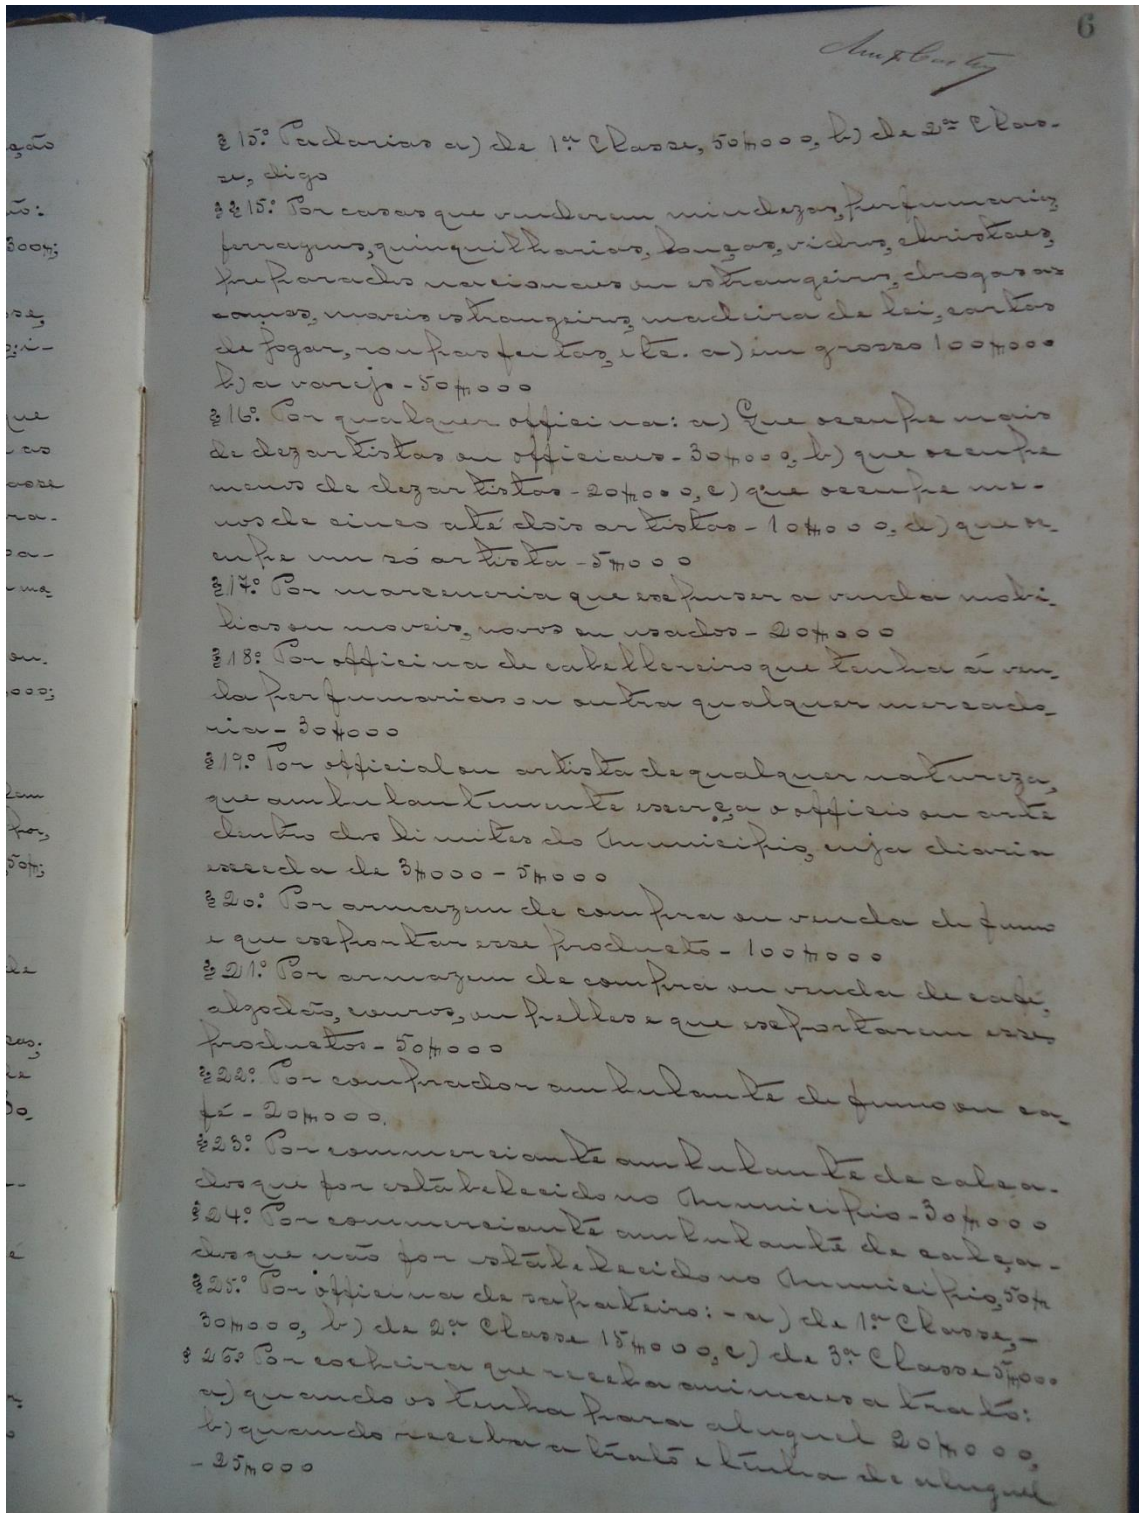 6
§ 15º Padarias a) de 1ª Classe, 50$000, b) de 2ª Clas-
se, digo
§ § 15º Por casas que venderem miudezas, perfumarias,
ferragens, quinquilharias, louças, vidros, christaes,
preparados nacionaes ou estrangeiros, drogas as
mesmas, moveis estrangeiros, madeira de lei, cartas
de jogar, roupas feitas, etc. a) em grosso 100$000
b) a varejo - 50$000
§ 16º Por qualquer officina: a) Que occupe mais
de dez artistas ou officiaes - 30$000, b) que occupe
menos de dez artistas - 20$000, c) que occupe me-
nos de cinco até dois artistas - 10$000, d) que oc-
cupe um só artista - 5$000
§ 17º Por marceneria que expuser a venda mobi-
lias ou moveis, novos ou usados - 20$000
§ 18º Por officina de cabellereiro que tenha á ven-
da perfumarias ou outra qualquer mercado-
ria - 30$000
§ 19º Por official ou artista de qualquer natureza,
que ambulantemente exerça o officio ou arte
dentro dos limites do Municipio, cuja diaria
exceda de 3$000 - 5$000
§ 20º Por armazem de compra ou venda de fumo
e que exportar esse producto - 100$000
§ 21º Por armazem de compra ou venda de café,
algodão, couros, ou pelles e que exportarem esses
productos - 50$000
§ 22º Por comprador ambulante de fumo ou ca-
fé - 20$000.
§ 23º Por commerciante ambulante de calça-
dos que for estabelecido no Municipio - 30$000
§ 24º Por commerciante ambulante de calça-
dos que não for estabelecido no Municipio, 50$
§ 25º Por officina de sapateiro: - a) de 1ª Classe, -
30$000, b) de 2ª Classe 15$000, c) de 3ª Classe 5$000
§ 26º Por cocheira que receba animaes a trato:
a) quando os tenha para aluguel 20$000,
b) quando receba a trato e tenha de aluguel
- 25$000